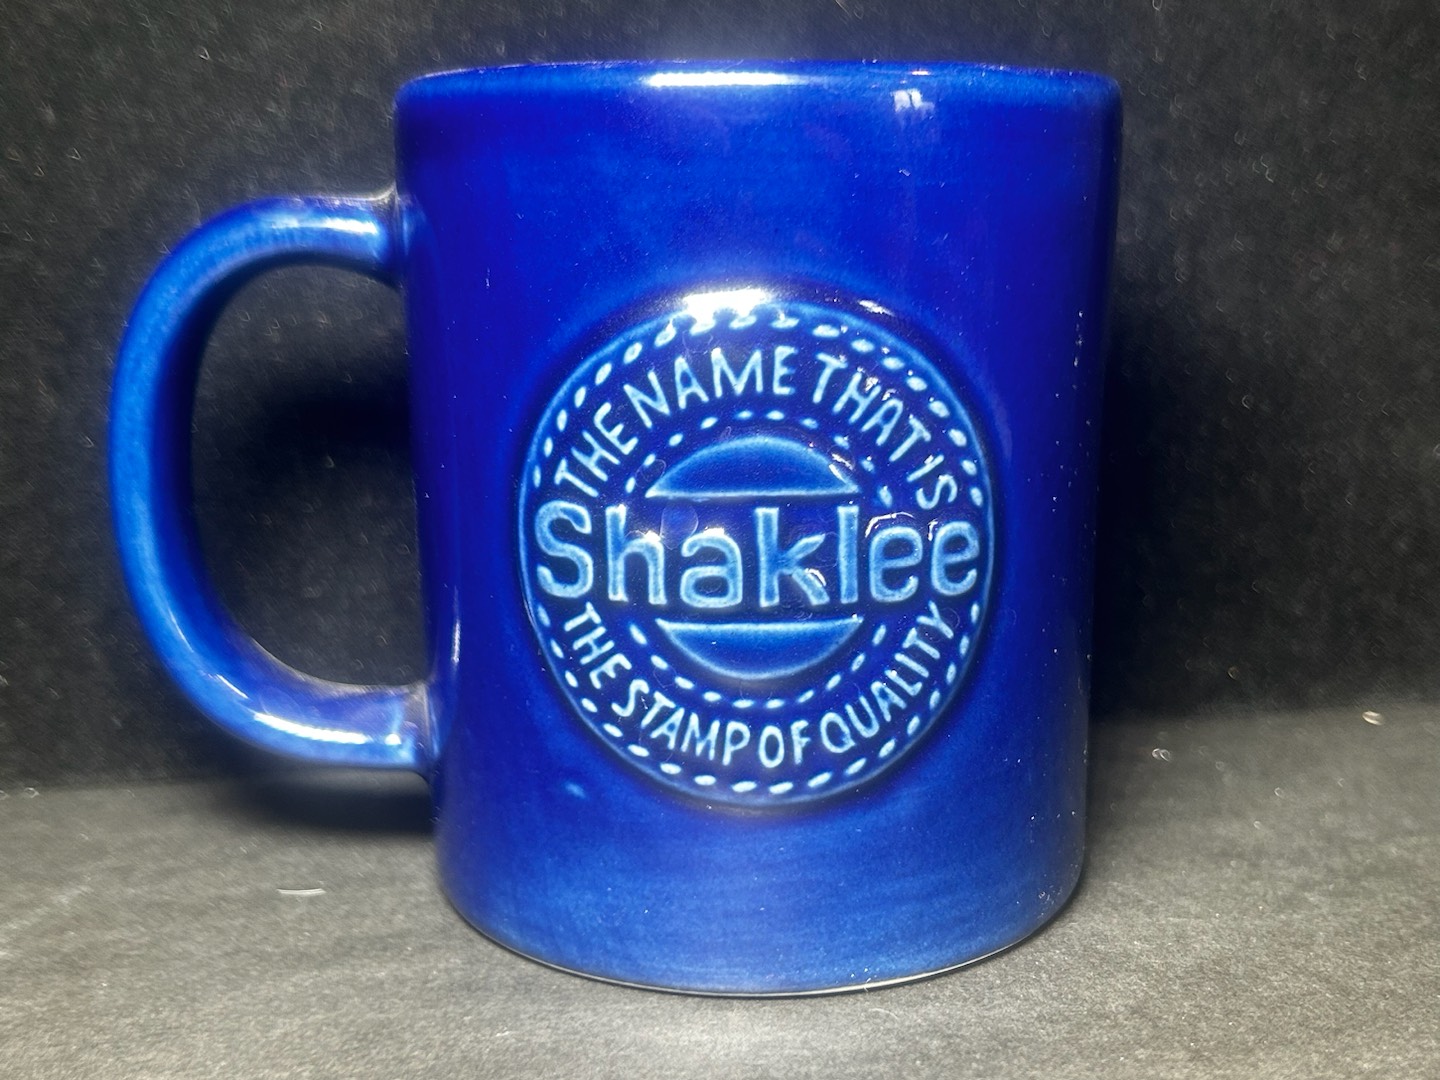 THE NAME THAT IS
Shaklee
THE STAMP OF QUALITY